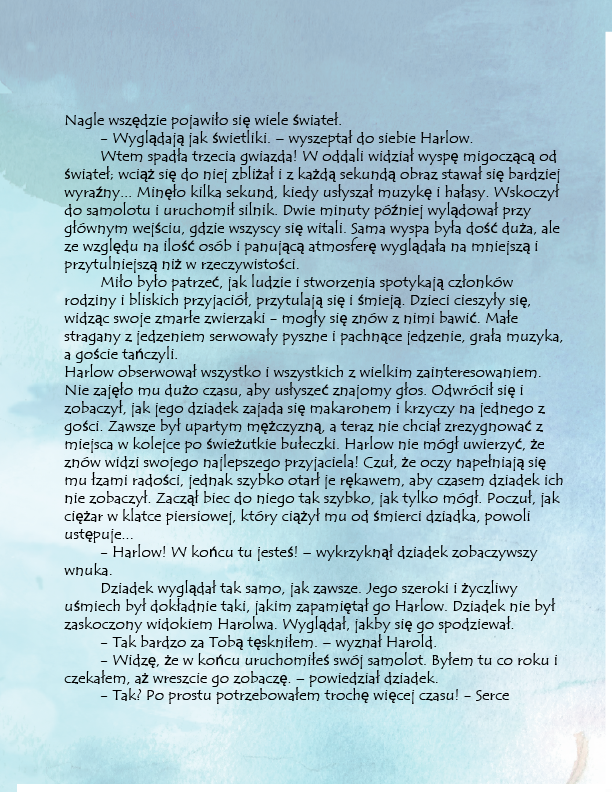 Nagle wszędzie pojawiło się wiele świateł.
- Wyglądają jak świetliki. – wyszeptał do siebie Harlow.
Wtem spadła trzecia gwiazda! W oddali widział wyspę migoczącą od
świateł; wciąż się do niej zbliżał i z każdą sekundą obraz stawał się bardziej
wyraźny... Minęło kilka sekund, kiedy usłyszał muzykę i hałasy. Wskoczył
do samolotu i uruchomił silnik. Dwie minuty później wylądował przy
głównym wejściu, gdzie wszyscy się witali. Sama wyspa była dość duża, ale
ze względu na ilość osób i panującą atmosferę wyglądała na mniejszą i
przytulniejszą niż w rzeczywistości.
Miło było patrzeć, jak ludzie i stworzenia spotykają członków
rodziny i bliskich przyjaciół, przytulają się i śmieją. Dzieci cieszyły się,
widząc swoje zmarłe zwierzaki - mogły się znów z nimi bawić. Małe
stragany z jedzeniem serwowały pyszne i pachnące jedzenie, grała muzyka,
a goście tańczyli.
Harlow obserwował wszystko i wszystkich z wielkim zainteresowaniem.
Nie zajęło mu dużo czasu, aby usłyszeć znajomy głos. Odwrócił się i
zobaczył, jak jego dziadek zajada się makaronem i krzyczy na jednego z
gości. Zawsze był upartym mężczyzną, a teraz nie chciał zrezygnować z
miejsca w kolejce po świeżutkie bułeczki. Harlow nie mógł uwierzyć, że
znów widzi swojego najlepszego przyjaciela! Czuł, że oczy napełniają się
mu łzami radości, jednak szybko otarł je rękawem, aby czasem dziadek ich
nie zobaczył. Zaczął biec do niego tak szybko, jak tylko mógł. Poczuł, jak
ciężar w klatce piersiowej, który ciążył mu od śmierci dziadka, powoli
ustępuje...
- Harlow! W końcu tu jesteś! – wykrzyknął dziadek zobaczywszy
wnuka.
Dziadek wyglądał tak samo, jak zawsze. Jego szeroki i życzliwy
uśmiech był dokładnie taki, jakim zapamiętał go Harlow. Dziadek nie był
zaskoczony widokiem Harolwa. Wyglądał, jakby się go spodziewał.
- Tak bardzo za Tobą tęskniłem. – wyznał Harold.
- Widzę, że w końcu uruchomiłeś swój samolot. Byłem tu co roku i
czekałem, aż wreszcie go zobaczę. – powiedział dziadek.
- Tak? Po prostu potrzebowałem trochę więcej czasu! - Serce